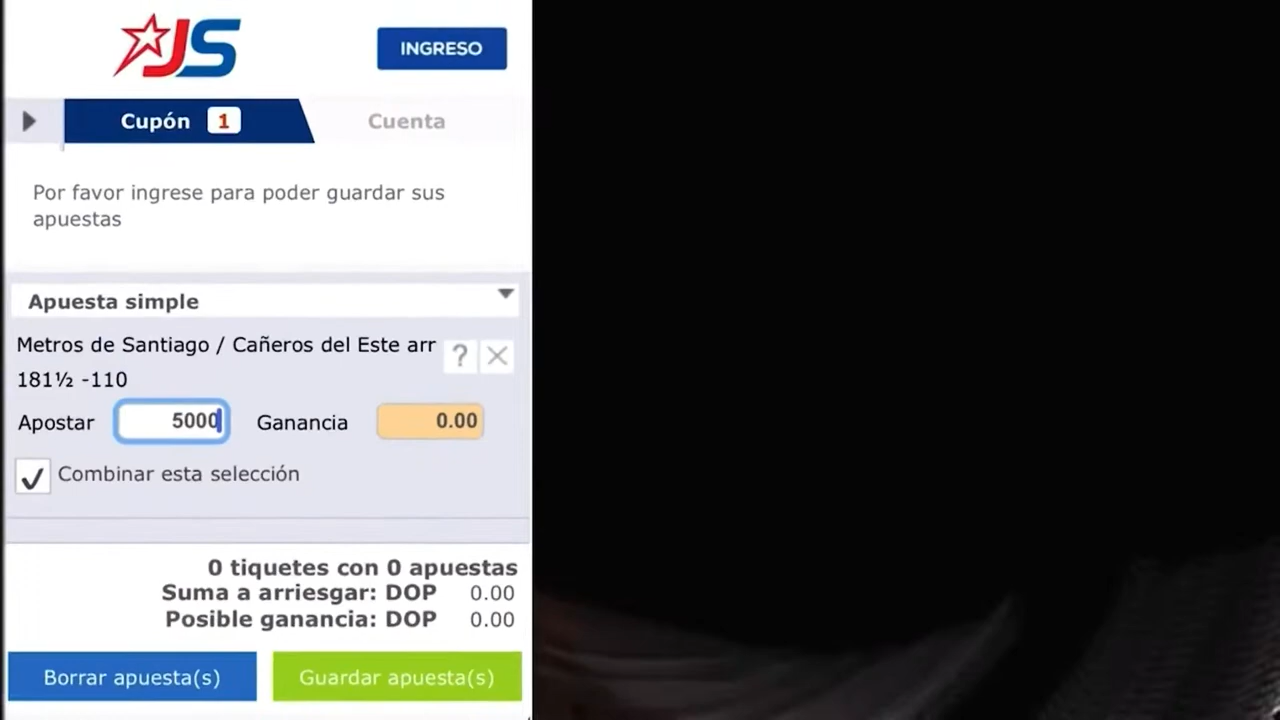 JS
INGRESO
Cupón 1
Cuenta
Por favor ingrese para poder guardar sus
apuestas
Apuesta simple
Metros de Santiago / Cañeros del Este arr
181½ -110
?
Apostar 5000 Ganancia 0.00
Combinar esta selección
0 tiquetes con 0 apuestas
Suma a arriesgar: DOP 0.00
Posible ganancia: DOP 0.00
Borrar apuesta(s)
Guardar apuesta(s)